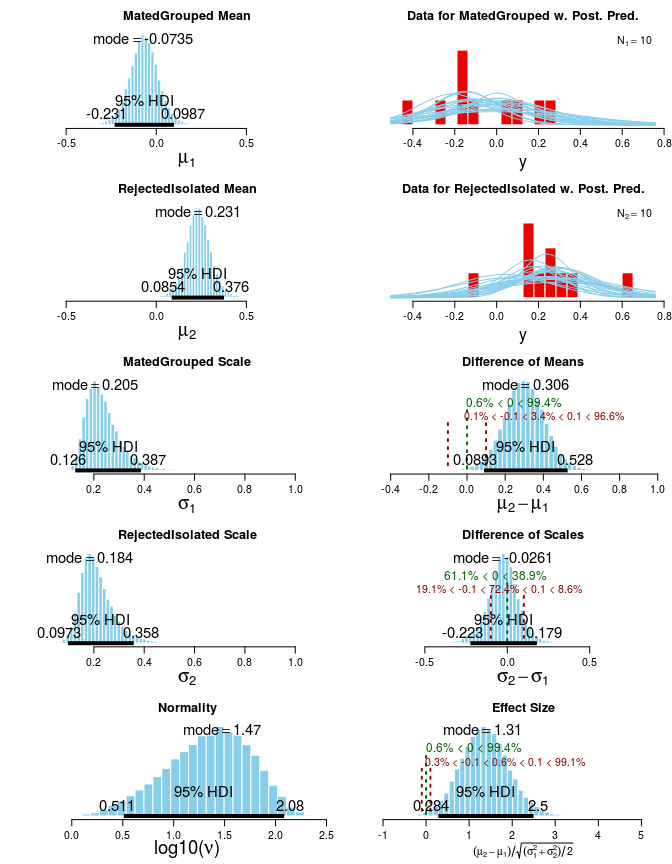 MatedGrouped Mean
mode = -0.0735
95% HDI
-0.231 0.0987
-0.5 0.0 0.5
μ1
Data for MatedGrouped w. Post. Pred.
N1 = 10
-0.4 -0.2 0.0 0.2 0.4 0.6 0.8
y
RejectedIsolated Mean
mode = 0.231
95% HDI
0.0854 0.376
-0.5 0.0 0.5
μ2
Data for RejectedIsolated w. Post. Pred.
N2 = 10
-0.4 -0.2 0.0 0.2 0.4 0.6 0.8
y
MatedGrouped Scale
mode = 0.205
95% HDI
0.126 0.387
0.2 0.4 0.6 0.8 1.0
σ1
Difference of Means
mode = 0.306
0.6% < 0 < 99.4%
0.1% < -0.1 < 3.4% < 0.1 < 96.6%
95% HDI
0.0893 0.528
-0.4 -0.2 0.0 0.2 0.4 0.6 0.8 1.0
μ2 − μ1
RejectedIsolated Scale
mode = 0.184
95% HDI
0.0973 0.358
0.2 0.4 0.6 0.8 1.0
σ2
Difference of Scales
mode = -0.0261
61.1% < 0 < 38.9%
19.1% < -0.1 < 72.4% < 0.1 < 8.6%
95% HDI
-0.223 0.179
-0.5 0.0 0.5
σ2 − σ1
Normality
mode = 1.47
95% HDI
0.511 2.08
0.0 0.5 1.0 1.5 2.0 2.5
log10(ν)
Effect Size
mode = 1.31
0.6% < 0 < 99.4%
0.3% < -0.1 < 0.6% < 0.1 < 99.1%
95% HDI
0.284 2.5
-1 0 1 2 3 4 5
(μ2 − μ1)/√(σ1² + σ2²)/2